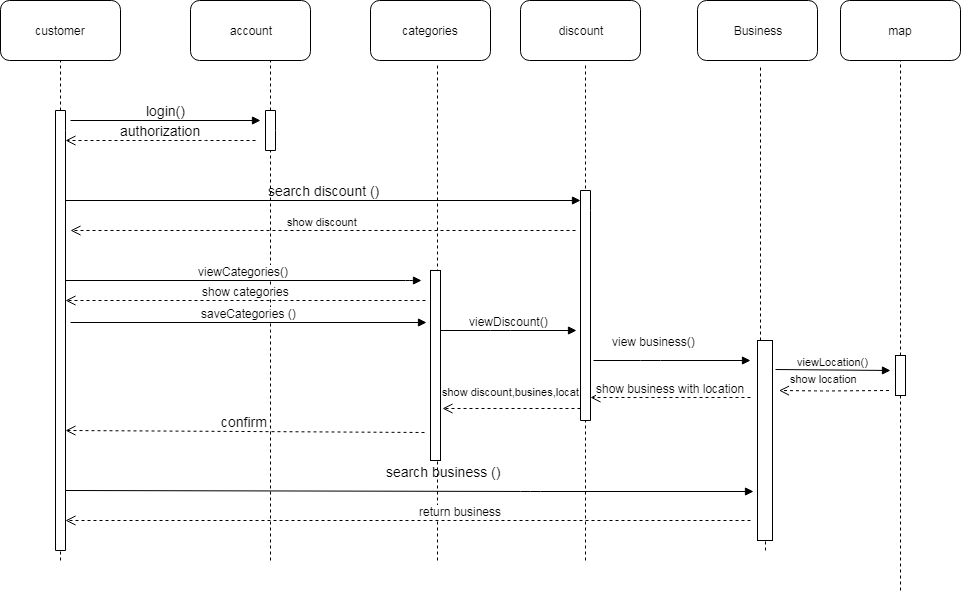 customer
account
categories
discount
Business
map
login()
authorization
search discount ()
show discount
viewCategories()
show categories
saveCategories ()
viewDiscount()
view business()
viewLocation()
show location
show discount,busines,locat
show business with location
confirm
search business ()
return business